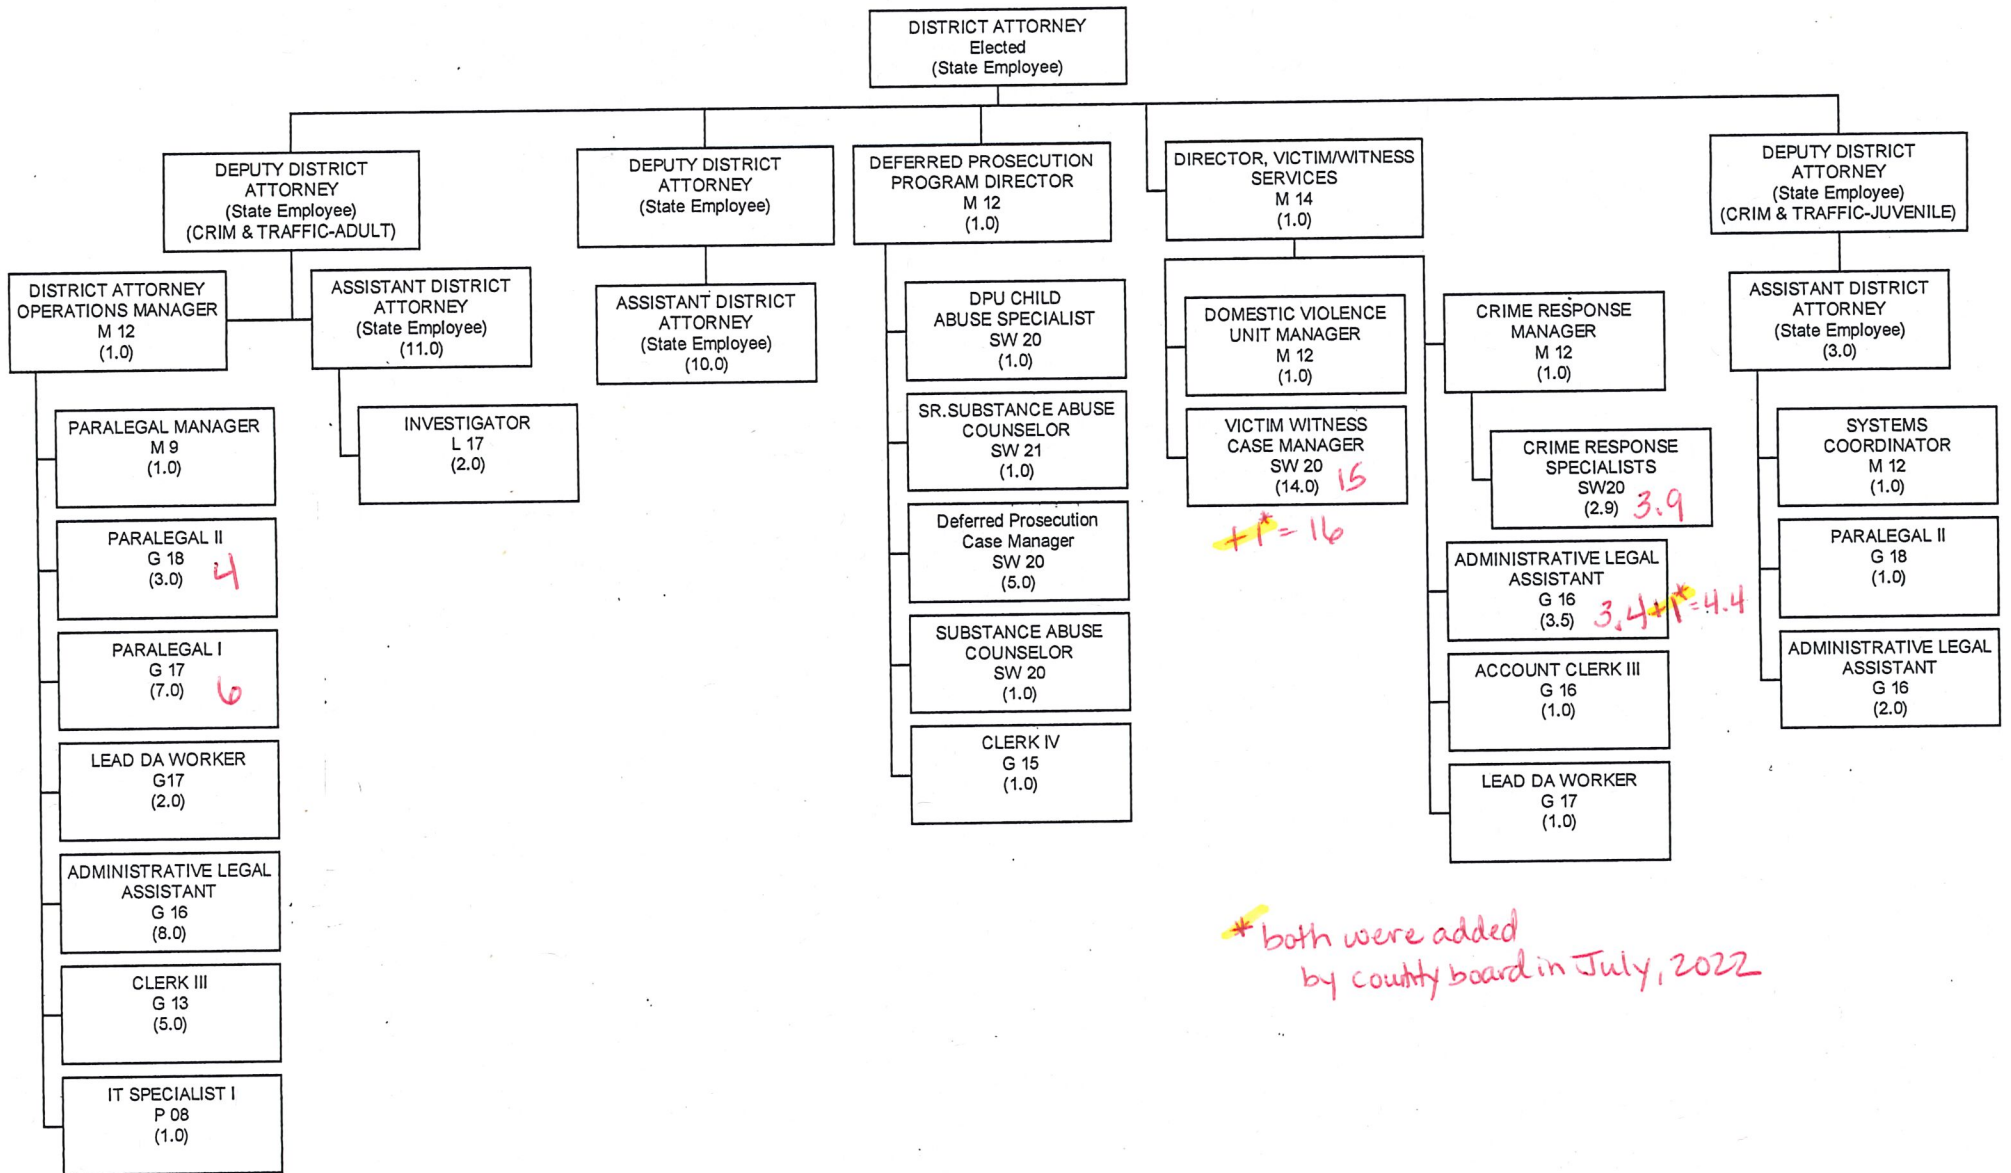 DISTRICT ATTORNEY
Elected
(State Employee)
DEPUTY DISTRICT
ATTORNEY
(State Employee)
(CRIM & TRAFFIC-ADULT)
DISTRICT ATTORNEY
OPERATIONS MANAGER
M 12
(1.0)
PARALEGAL MANAGER
M 9
(1.0)
PARALEGAL II
G 18
(3.0) 4
PARALEGAL I
G 17
(7.0) 6
LEAD DA WORKER
G17
(2.0)
ADMINISTRATIVE LEGAL
ASSISTANT
G 16
(8.0)
CLERK III
G 13
(5.0)
IT SPECIALIST I
P 08
(1.0)
ASSISTANT DISTRICT
ATTORNEY
(State Employee)
(11.0)
INVESTIGATOR
L 17
(2.0)
DEPUTY DISTRICT
ATTORNEY
(State Employee)
ASSISTANT DISTRICT
ATTORNEY
(State Employee)
(10.0)
DEFERRED PROSECUTION
PROGRAM DIRECTOR
M 12
(1.0)
DPU CHILD
ABUSE SPECIALIST
SW 20
(1.0)
SR.SUBSTANCE ABUSE
COUNSELOR
SW 21
(1.0)
Deferred Prosecution
Case Manager
SW 20
(5.0)
SUBSTANCE ABUSE
COUNSELOR
SW 20
(1.0)
CLERK IV
G 15
(1.0)
DIRECTOR, VICTIM/WITNESS
SERVICES
M 14
(1.0)
DOMESTIC VIOLENCE
UNIT MANAGER
M 12
(1.0)
VICTIM WITNESS
CASE MANAGER
SW 20
(14.0) 15
+1* = 16
CRIME RESPONSE
MANAGER
M 12
(1.0)
CRIME RESPONSE
SPECIALISTS
SW20
(2.9) 3.9
ADMINISTRATIVE LEGAL
ASSISTANT
G 16
(3.5) 3.4+1*=4.4
ACCOUNT CLERK III
G 16
(1.0)
LEAD DA WORKER
G 17
(1.0)
DEPUTY DISTRICT
ATTORNEY
(State Employee)
(CRIM & TRAFFIC-JUVENILE)
ASSISTANT DISTRICT
ATTORNEY
(State Employee)
(3.0)
SYSTEMS
COORDINATOR
M 12
(1.0)
PARALEGAL II
G 18
(1.0)
ADMINISTRATIVE LEGAL
ASSISTANT
G 16
(2.0)
* both were added
by county board in July, 2022